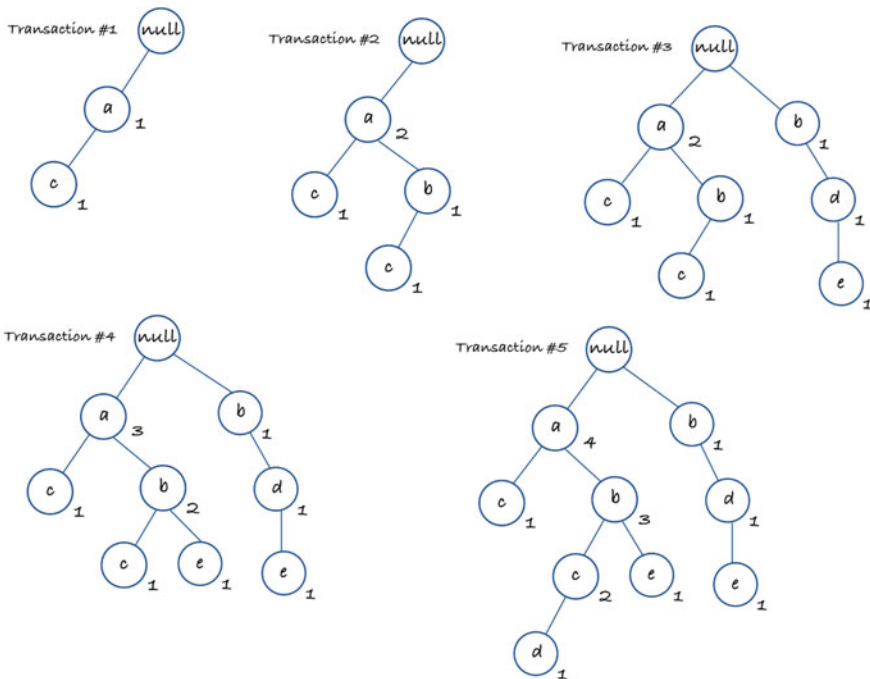 Transaction #1
null
a
1
c
1
Transaction #2
null
a
2
c
1
b
1
c
1
Transaction #3
null
a
2
b
1
c
1
b
1
d
1
c
1
e
1
Transaction #4
null
a
3
b
1
c
1
b
2
d
1
c
1
e
1
e
1
Transaction #5
null
a
4
b
1
c
1
b
3
d
1
c
2
e
1
e
1
d
1